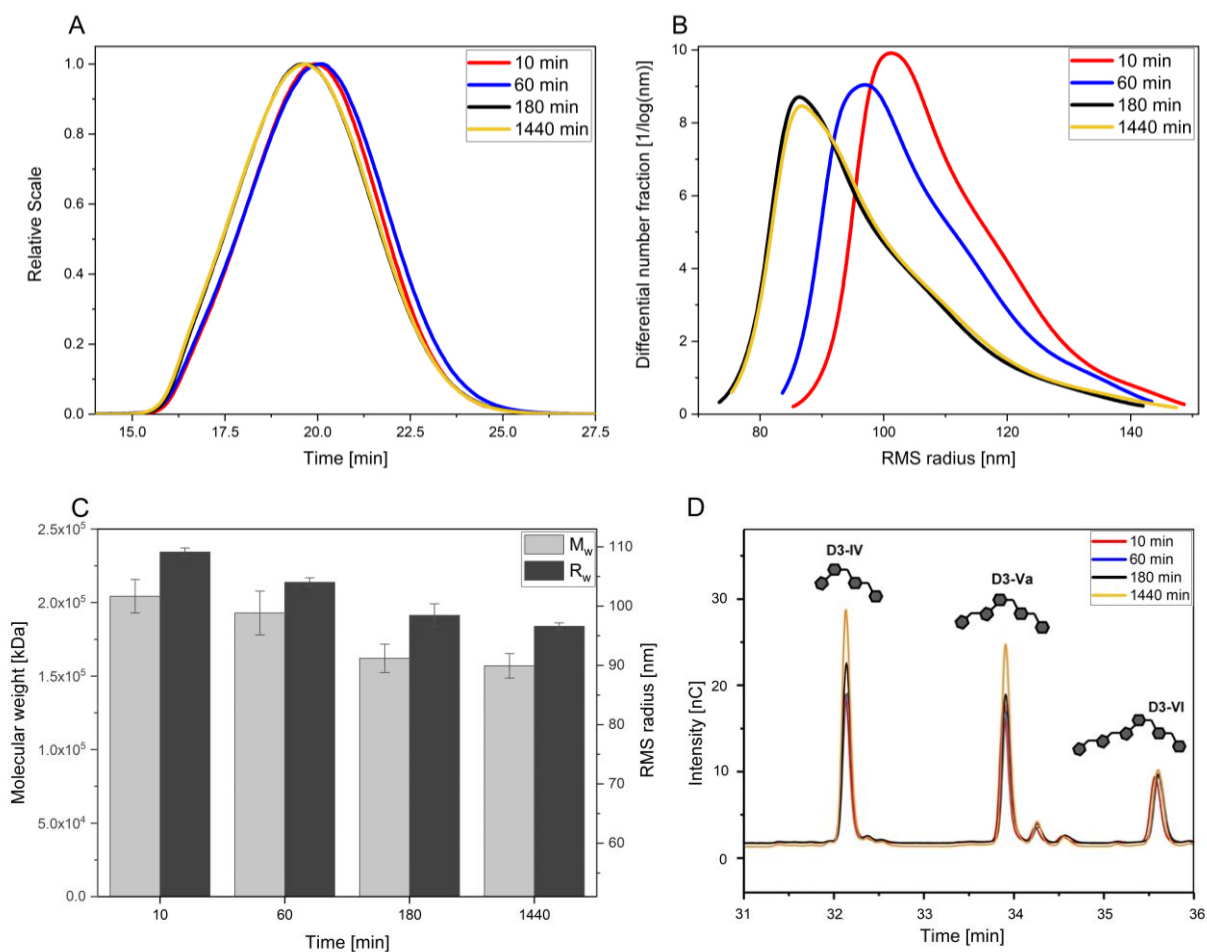 A
10 min
60 min
180 min
1440 min
Relative Scale
1.0
0.8
0.6
0.4
0.2
0.0
15.0 17.5 20.0 22.5 25.0 27.5
Time [min]
B
10 min
60 min
180 min
1440 min
Differential number fraction [1/log(nm)]
10
8
6
4
2
0
80 100 120 140
RMS radius [nm]
C
Mw
Rw
Molecular weight [kDa]
2.5x10⁵
2.0x10⁵
1.5x10⁵
1.0x10⁵
5.0x10⁴
0.0
RMS radius [nm]
110
100
90
80
70
60
10 60 180 1440
Time [min]
D
10 min
60 min
180 min
1440 min
D3-IV
D3-Va
D3-VI
Intensity [nC]
30
20
10
0
31 32 33 34 35 36
Time [min]